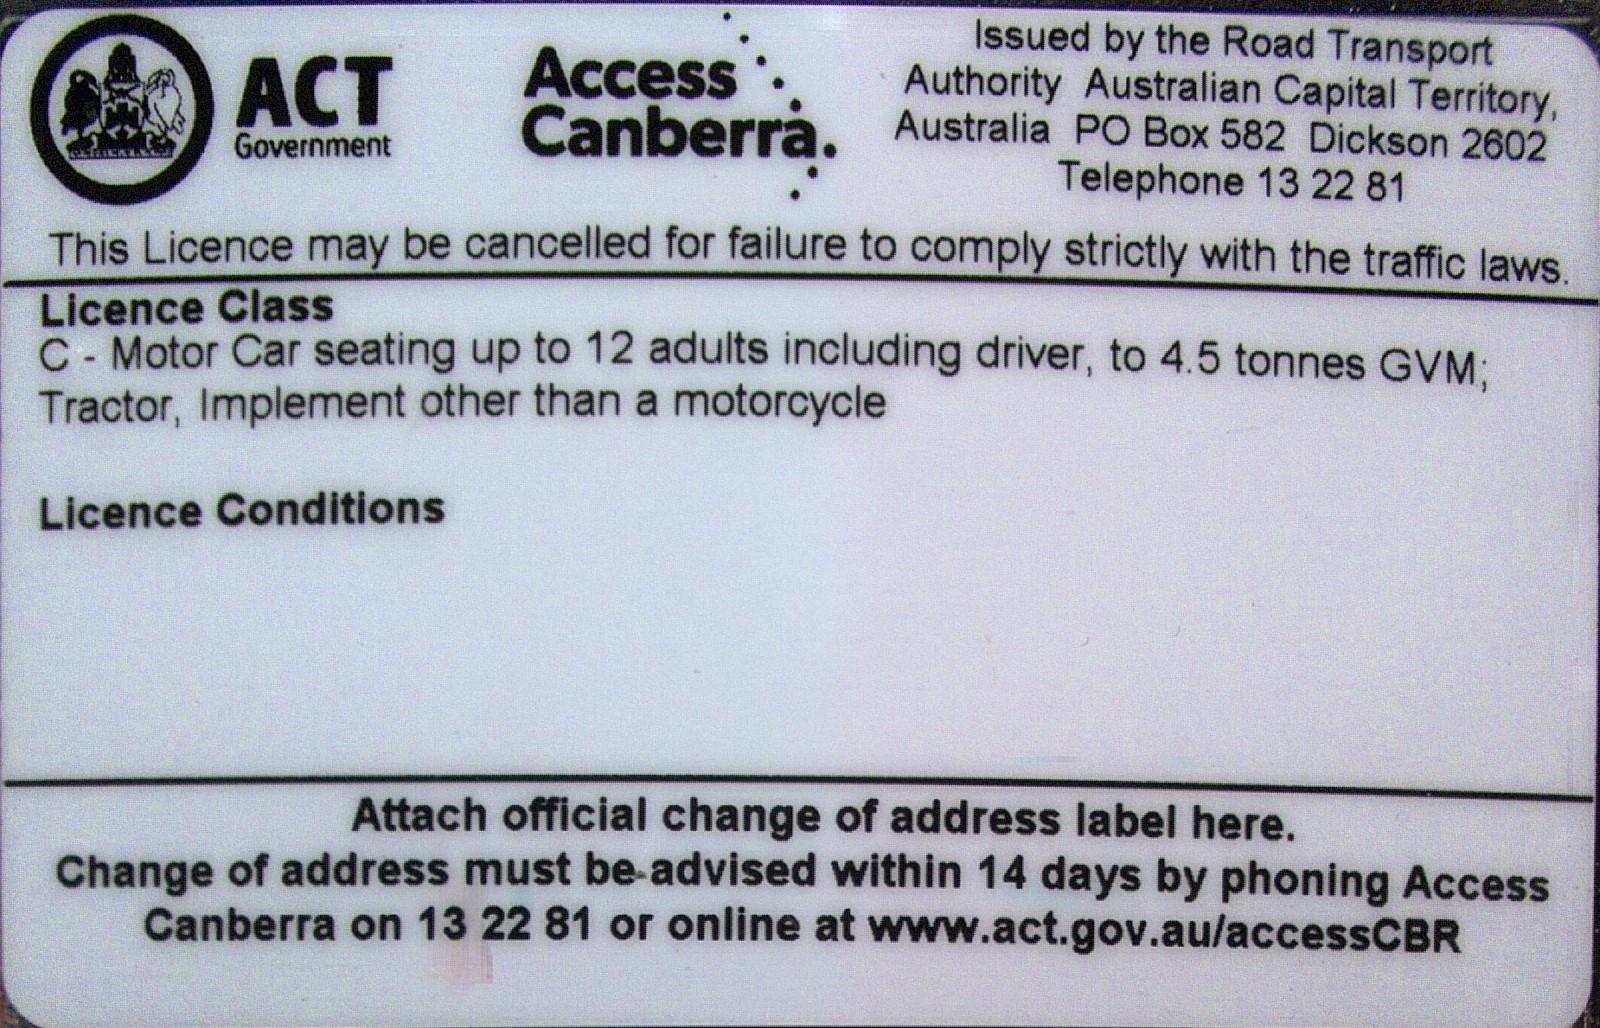 ACT
Government
Access
Canberra.
Issued by the Road Transport
Authority Australian Capital Territory,
Australia PO Box 582 Dickson 2602
Telephone 13 22 81
This Licence may be cancelled for failure to comply strictly with the traffic laws.
Licence Class
C - Motor Car seating up to 12 adults including driver, to 4.5 tonnes GVM;
Tractor, Implement other than a motorcycle
Licence Conditions
Attach official change of address label here.
Change of address must be advised within 14 days by phoning Access
Canberra on 13 22 81 or online at www.act.gov.au/accessCBR